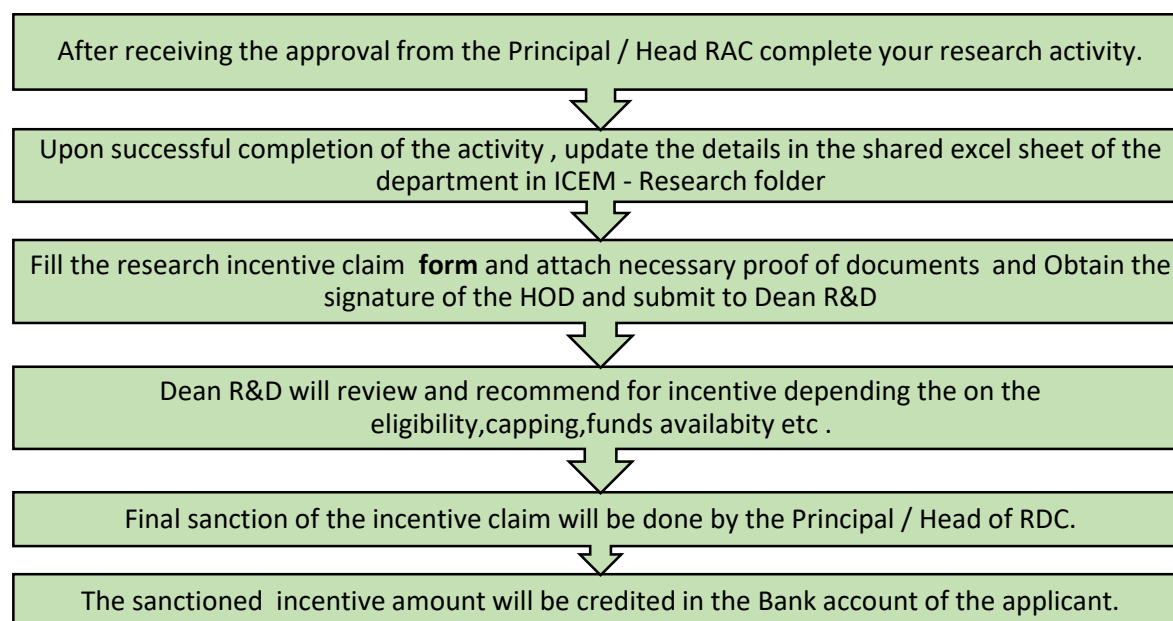 After receiving the approval from the Principal / Head RAC complete your research activity.
Upon successful completion of the activity , update the details in the shared excel sheet of the
department in ICEM - Research folder
Fill the research incentive claim form and attach necessary proof of documents and Obtain the
signature of the HOD and submit to Dean R&D
Dean R&D will review and recommend for incentive depending the on the
eligibility,capping,funds availabity etc .
Final sanction of the incentive claim will be done by the Principal / Head of RDC.
The sanctioned incentive amount will be credited in the Bank account of the applicant.